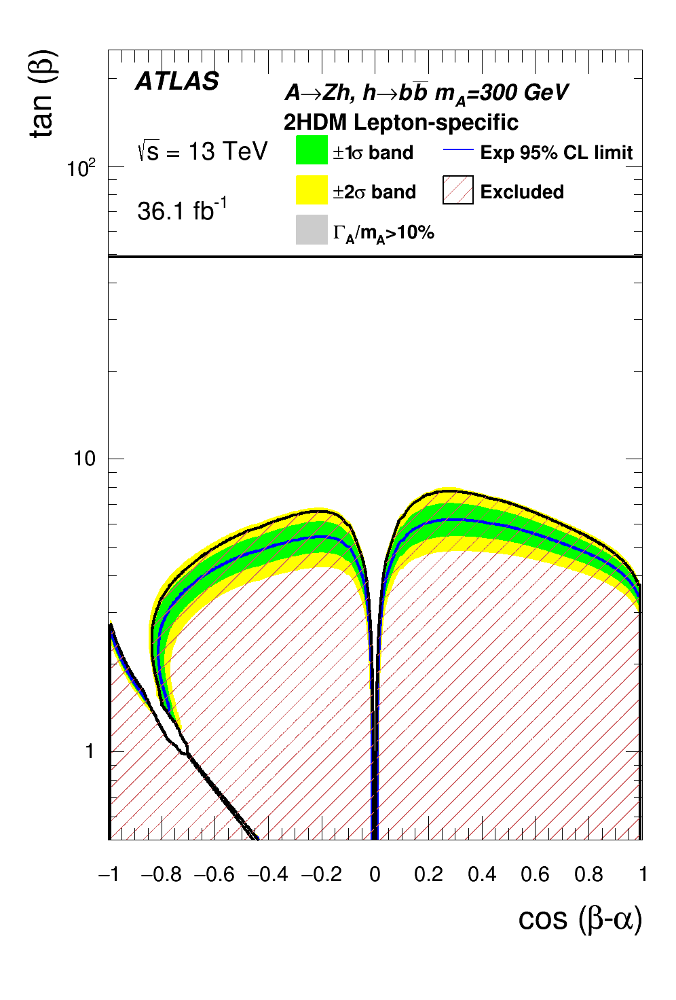 tan (β)
ATLAS
A→Zh, h→bb̅ m_A=300 GeV
2HDM Lepton-specific
√s = 13 TeV
±1σ band
Exp 95% CL limit
36.1 fb⁻¹
±2σ band
Excluded
Γ_A/m_A>10%
10²
10
1
−1 −0.8 −0.6 −0.4 −0.2 0 0.2 0.4 0.6 0.8 1
cos (β-α)